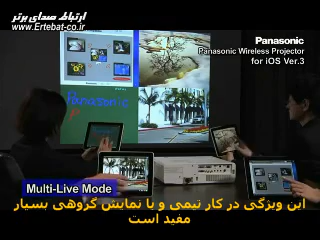 ارتباط صدای برتر
www.Ertebat-co.ir
Panasonic
Panasonic Wireless Projector
for iOS Ver.3
Panasonic
Multi-Live Mode
این ویژگی در کار تیمی و یا نمایش گروهی بسیار
مفید است